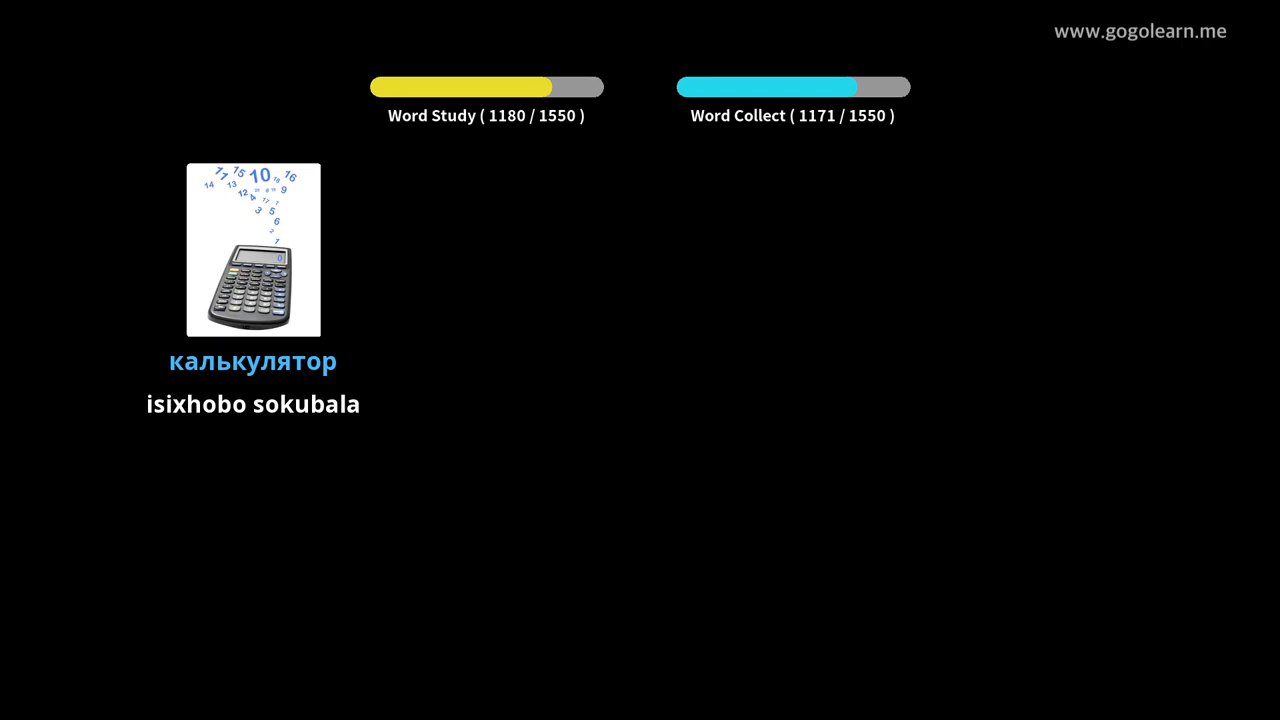 www.gogolearn.me
Word Study ( 1180 / 1550 )
Word Collect ( 1171 / 1550 )
калькулятор
isixhobo sokubala